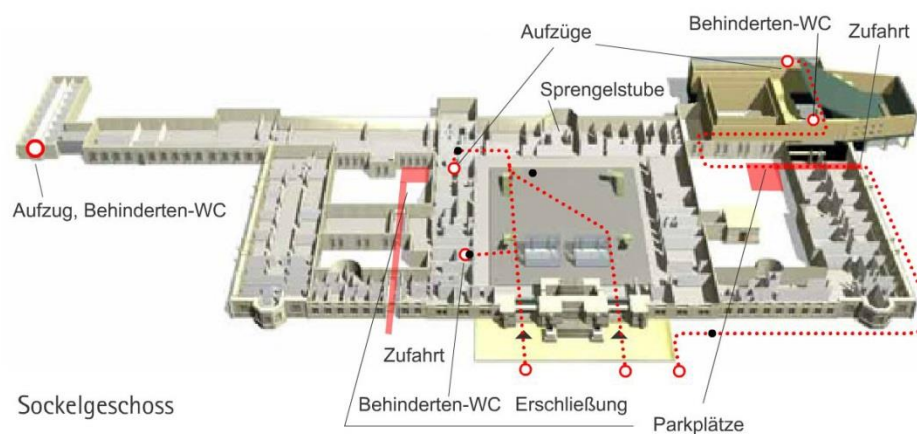 Aufzüge
Behinderten-WC
Zufahrt
Sprengelstube
Aufzug, Behinderten-WC
Zufahrt
Behinderten-WC
Erschließung
Parkplätze
Sockelgeschoss